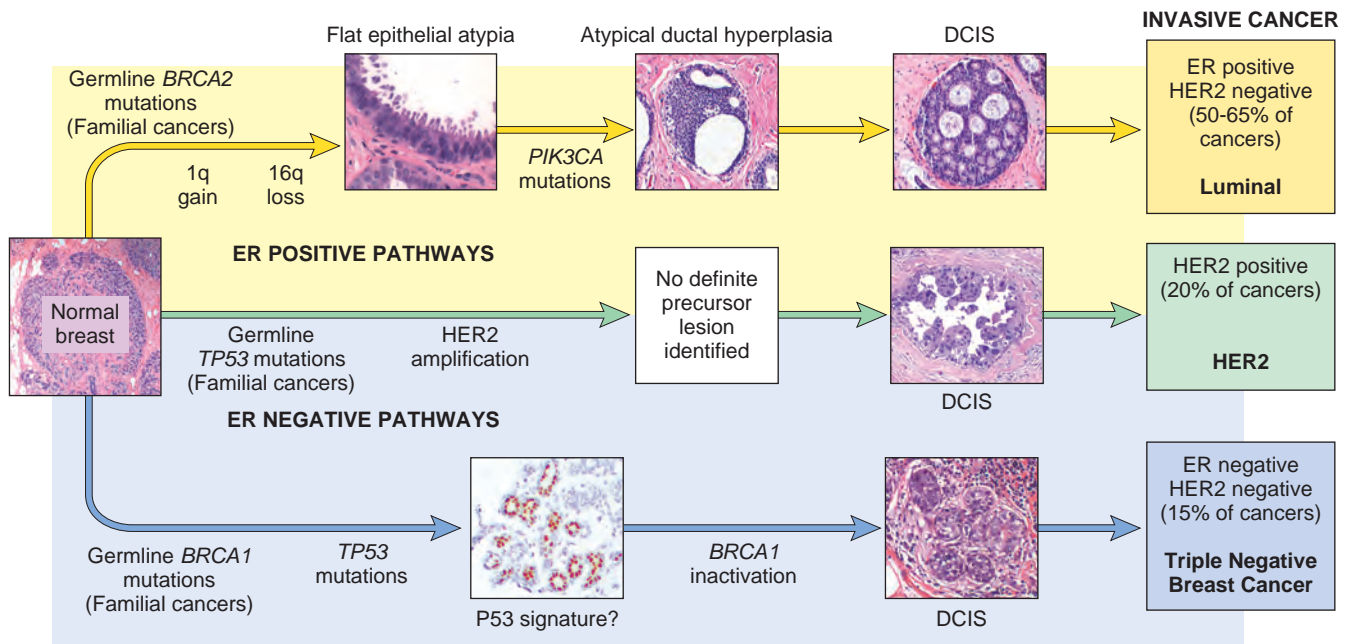 INVASIVE CANCER
Flat epithelial atypia
Atypical ductal hyperplasia
DCIS
Germline BRCA2
mutations
(Familial cancers)
1q
gain
16q
loss
PIK3CA
mutations
ER positive
HER2 negative
(50-65% of
cancers)
Luminal
ER POSITIVE PATHWAYS
Normal
breast
Germline
TP53 mutations
(Familial cancers)
HER2
amplification
No definite
precursor
lesion
identified
DCIS
HER2 positive
(20% of cancers)
HER2
ER NEGATIVE PATHWAYS
Germline BRCA1
mutations
(Familial cancers)
TP53
mutations
P53 signature?
BRCA1
inactivation
DCIS
ER negative
HER2 negative
(15% of cancers)
Triple Negative
Breast Cancer